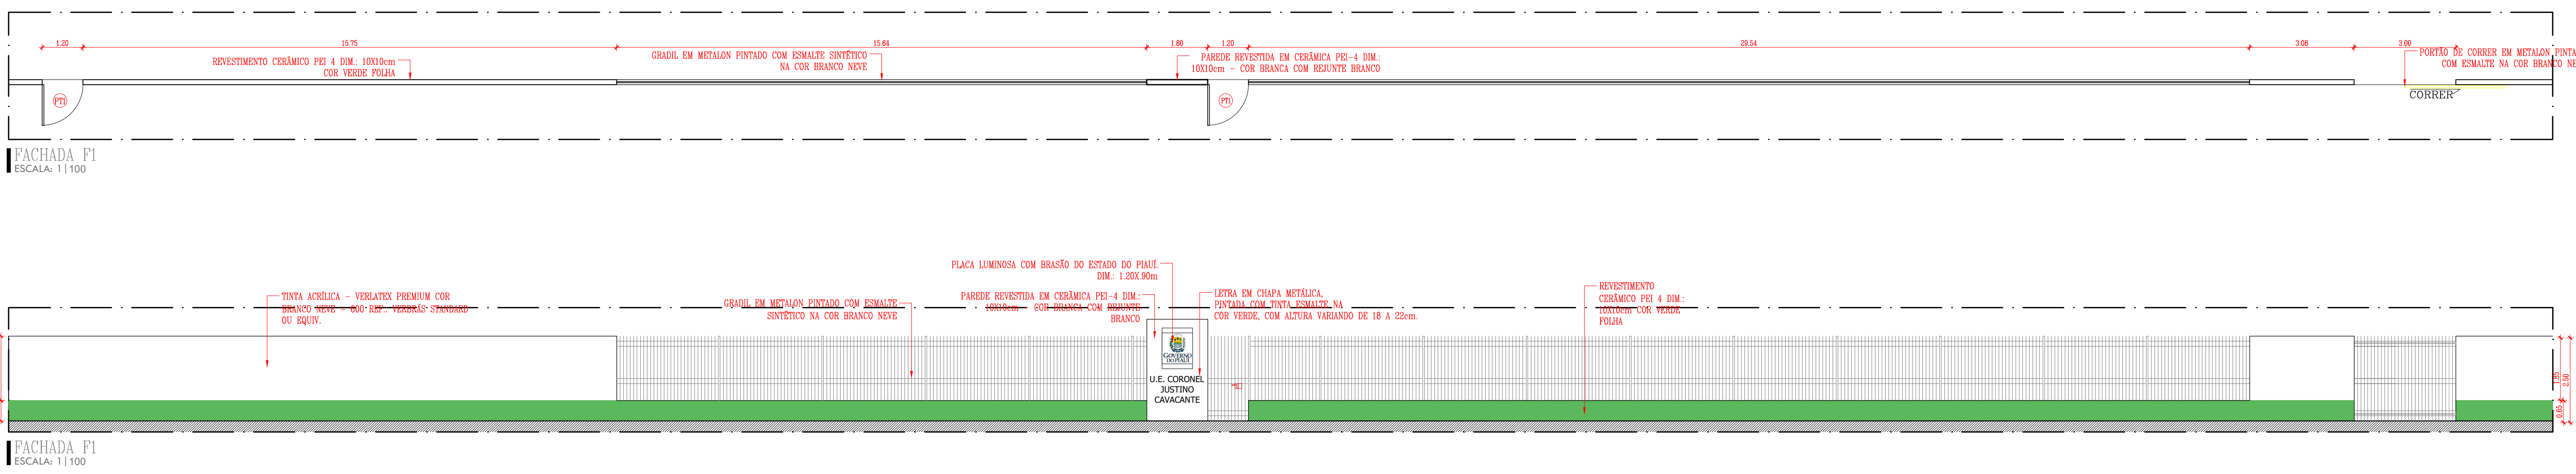 1.20
15.75
15.64
1.80
1.20
29.54
3.08
3.00
REVESTIMENTO CERÂMICO PEI 4 DIM.: 10X10cm
COR VERDE FOLHA
GRADIL EM METALON PINTADO COM ESMALTE SINTÉTICO
NA COR BRANCO NEVE
PAREDE REVESTIDA EM CERÂMICA PEI-4 DIM.:
10X10cm - COR BRANCA COM REJUNTE BRANCO
PORTÃO DE CORRER EM METALON PINTA
COM ESMALTE NA COR BRANCO NE
PT1
PT1
CORRER
FACHADA F1
ESCALA: 1|100
PLACA LUMINOSA COM BRASÃO DO ESTADO DO PIAUÍ.
DIM.: 1.20X.90m
TINTA ACRÍLICA - VERLATEX PREMIUM COR
BRANCO NEVE - 600 REF.: VERBRÁS STANDARD
OU EQUIV.
GRADIL EM METALON PINTADO COM ESMALTE
SINTÉTICO NA COR BRANCO NEVE
PAREDE REVESTIDA EM CERÂMICA PEI-4 DIM.:
10X10cm - COR BRANCA COM REJUNTE
BRANCO
LETRA EM CHAPA METÁLICA,
PINTADA COM TINTA ESMALTE NA
COR VERDE, COM ALTURA VARIANDO DE 18 A 22cm.
REVESTIMENTO
CERÂMICO PEI 4 DIM.:
10X10cm COR VERDE
FOLHA
GOVERNO
DO PIAUÍ
U.E. CORONEL
JUSTINO
CAVACANTE
1.85
2.50
0.65
FACHADA F1
ESCALA: 1|100